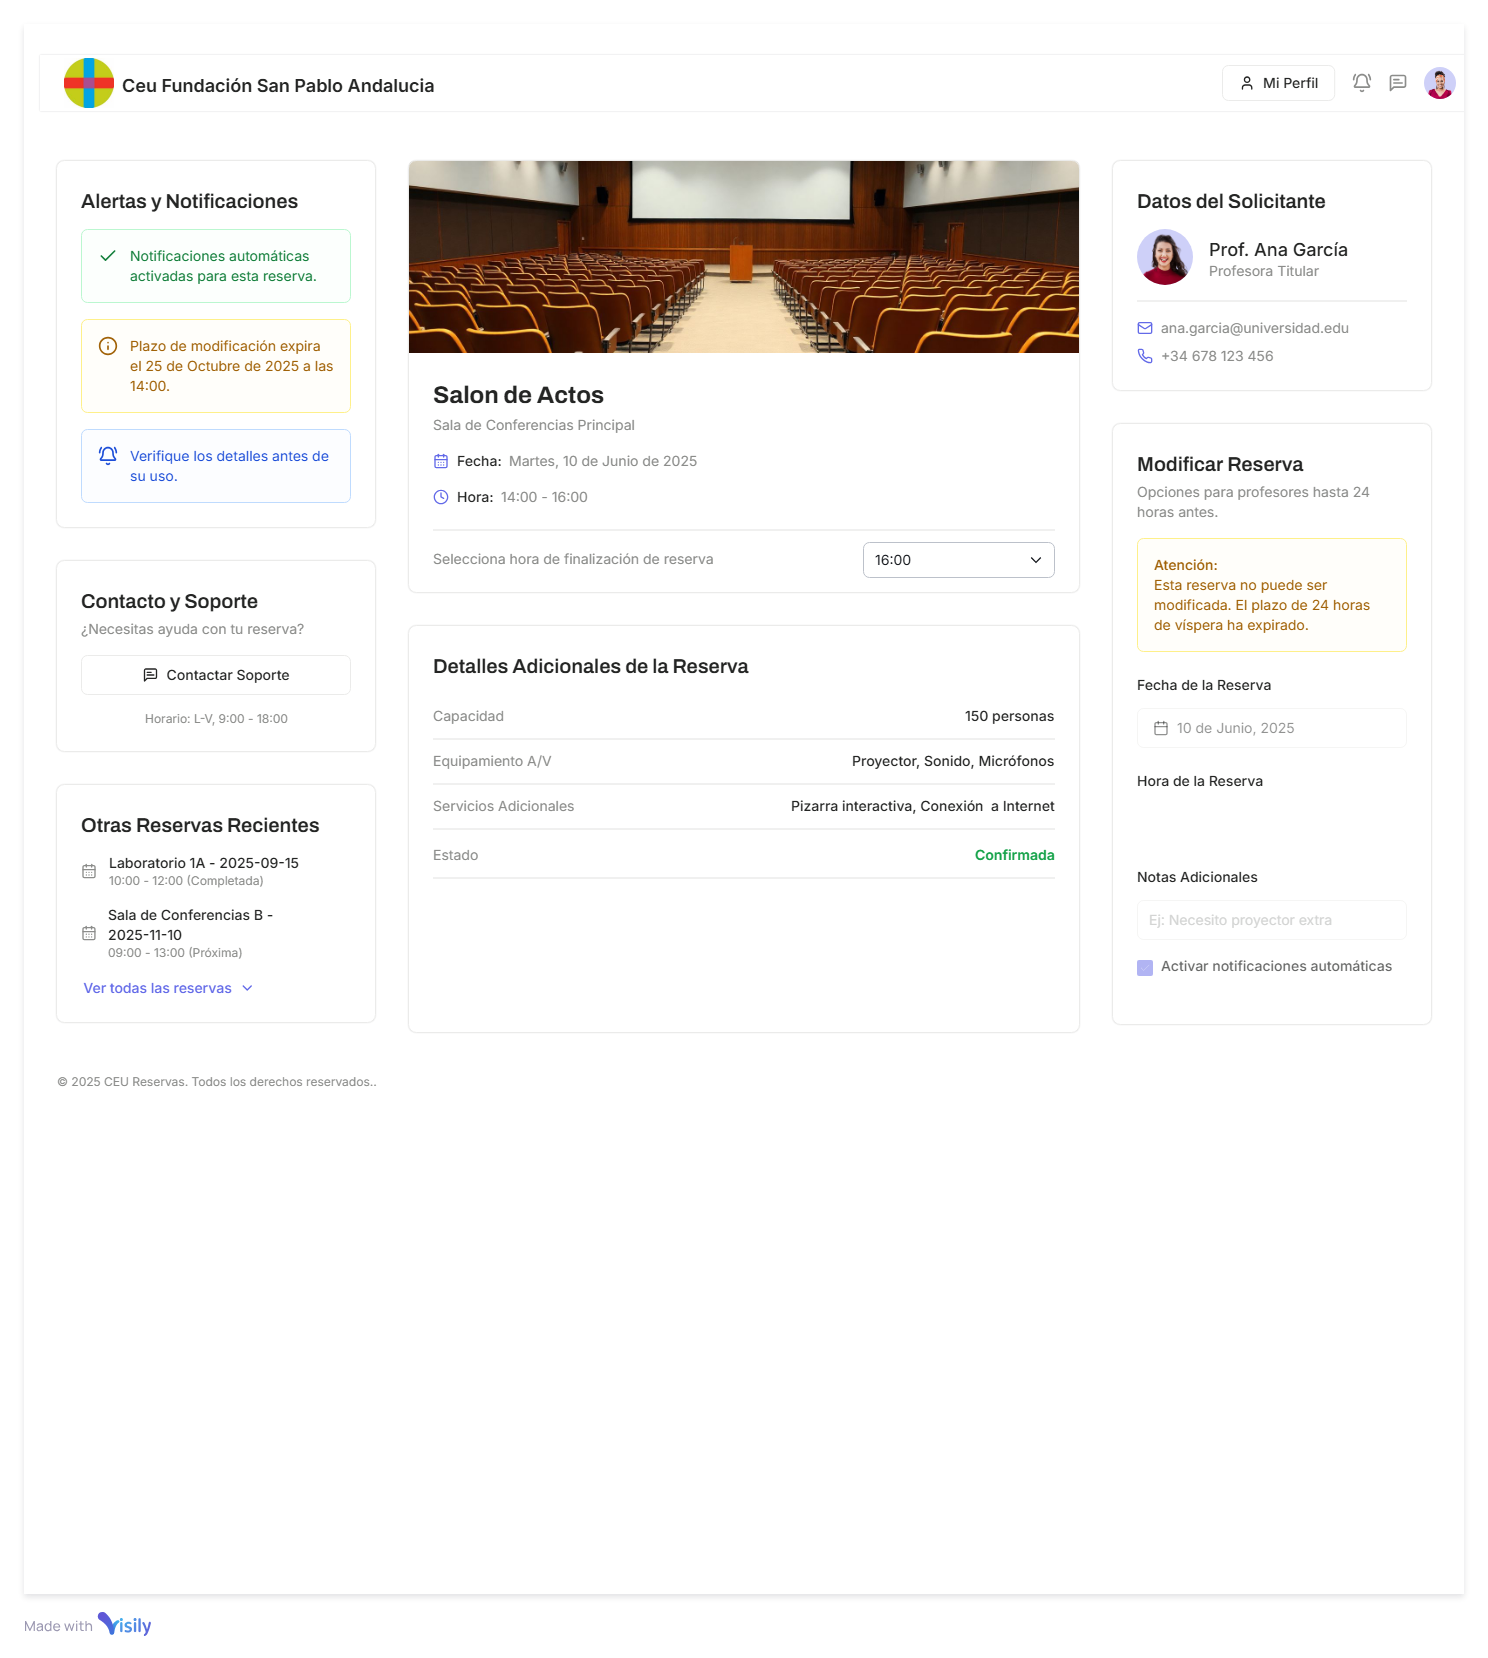 Ceu Fundación San Pablo Andalucia
Mi Perfil
Alertas y Notificaciones
Notificaciones automáticas
activadas para esta reserva.
Plazo de modificación expira
el 25 de Octubre de 2025 a las
14:00.
Verifique los detalles antes de
su uso.
Contacto y Soporte
¿Necesitas ayuda con tu reserva?
Contactar Soporte
Horario: L-V, 9:00 - 18:00
Otras Reservas Recientes
Laboratorio 1A - 2025-09-15
10:00 - 12:00 (Completada)
Sala de Conferencias B -
2025-11-10
09:00 - 13:00 (Próxima)
Ver todas las reservas
Salon de Actos
Sala de Conferencias Principal
Fecha: Martes, 10 de Junio de 2025
Hora: 14:00 - 16:00
Selecciona hora de finalización de reserva
16:00
Detalles Adicionales de la Reserva
Capacidad 150 personas
Equipamiento A/V Proyector, Sonido, Micrófonos
Servicios Adicionales Pizarra interactiva, Conexión  a Internet
Estado Confirmada
Datos del Solicitante
Prof. Ana García
Profesora Titular
ana.garcia@universidad.edu
+34 678 123 456
Modificar Reserva
Opciones para profesores hasta 24
horas antes.
Atención:
Esta reserva no puede ser
modificada. El plazo de 24 horas
de víspera ha expirado.
Fecha de la Reserva
10 de Junio, 2025
Hora de la Reserva
Notas Adicionales
Ej: Necesito proyector extra
Activar notificaciones automáticas
© 2025 CEU Reservas. Todos los derechos reservados..
Made with Visily